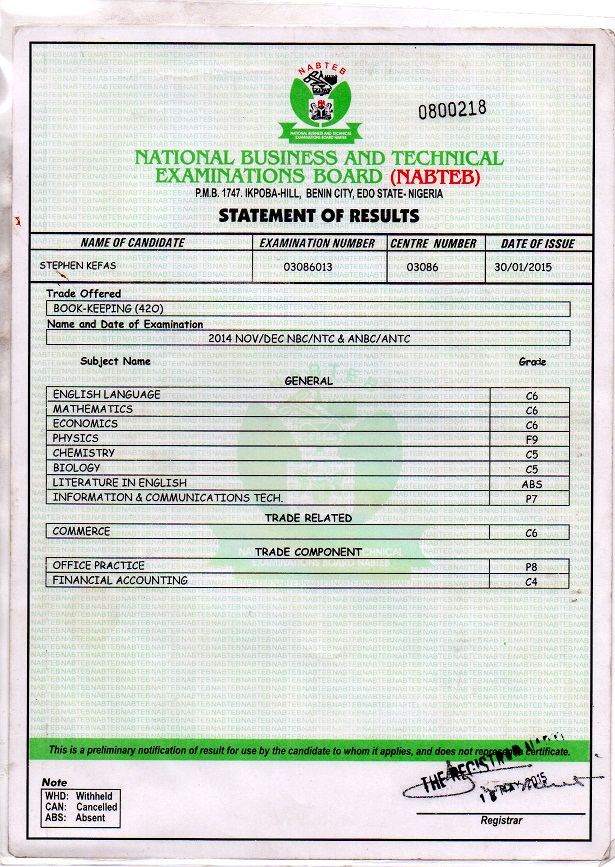 NABTEB
NATIONAL BUSINESS AND TECHNICAL
EXAMINATIONS BOARD-NABTEB
0800218
NATIONAL BUSINESS AND TECHNICAL
EXAMINATIONS BOARD (NABTEB)
P.M.B. 1747. IKPOBA-HILL, BENIN CITY, EDO STATE- NIGERIA
STATEMENT OF RESULTS
NAME OF CANDIDATE EXAMINATION NUMBER CENTRE NUMBER DATE OF ISSUE
STEPHEN KEFAS 03086013 03086 30/01/2015
Trade Offered
BOOK-KEEPING (420)
Name and Date of Examination
2014 NOV/DEC NBC/NTC & ANBC/ANTC
Subject Name Grade
GENERAL
ENGLISH LANGUAGE C6
MATHEMATICS C6
ECONOMICS C6
PHYSICS F9
CHEMISTRY C5
BIOLOGY C5
LITERATURE IN ENGLISH ABS
INFORMATION & COMMUNICATIONS TECH. P7
TRADE RELATED
COMMERCE C6
TRADE COMPONENT
OFFICE PRACTICE P8
FINANCIAL ACCOUNTING C4
This is a preliminary notification of result for use by the candidate to whom it applies, and does not represent a certificate.
Note
WHD: Withheld
CAN: Cancelled
ABS: Absent
THE REGISTRAR
2015
Registrar